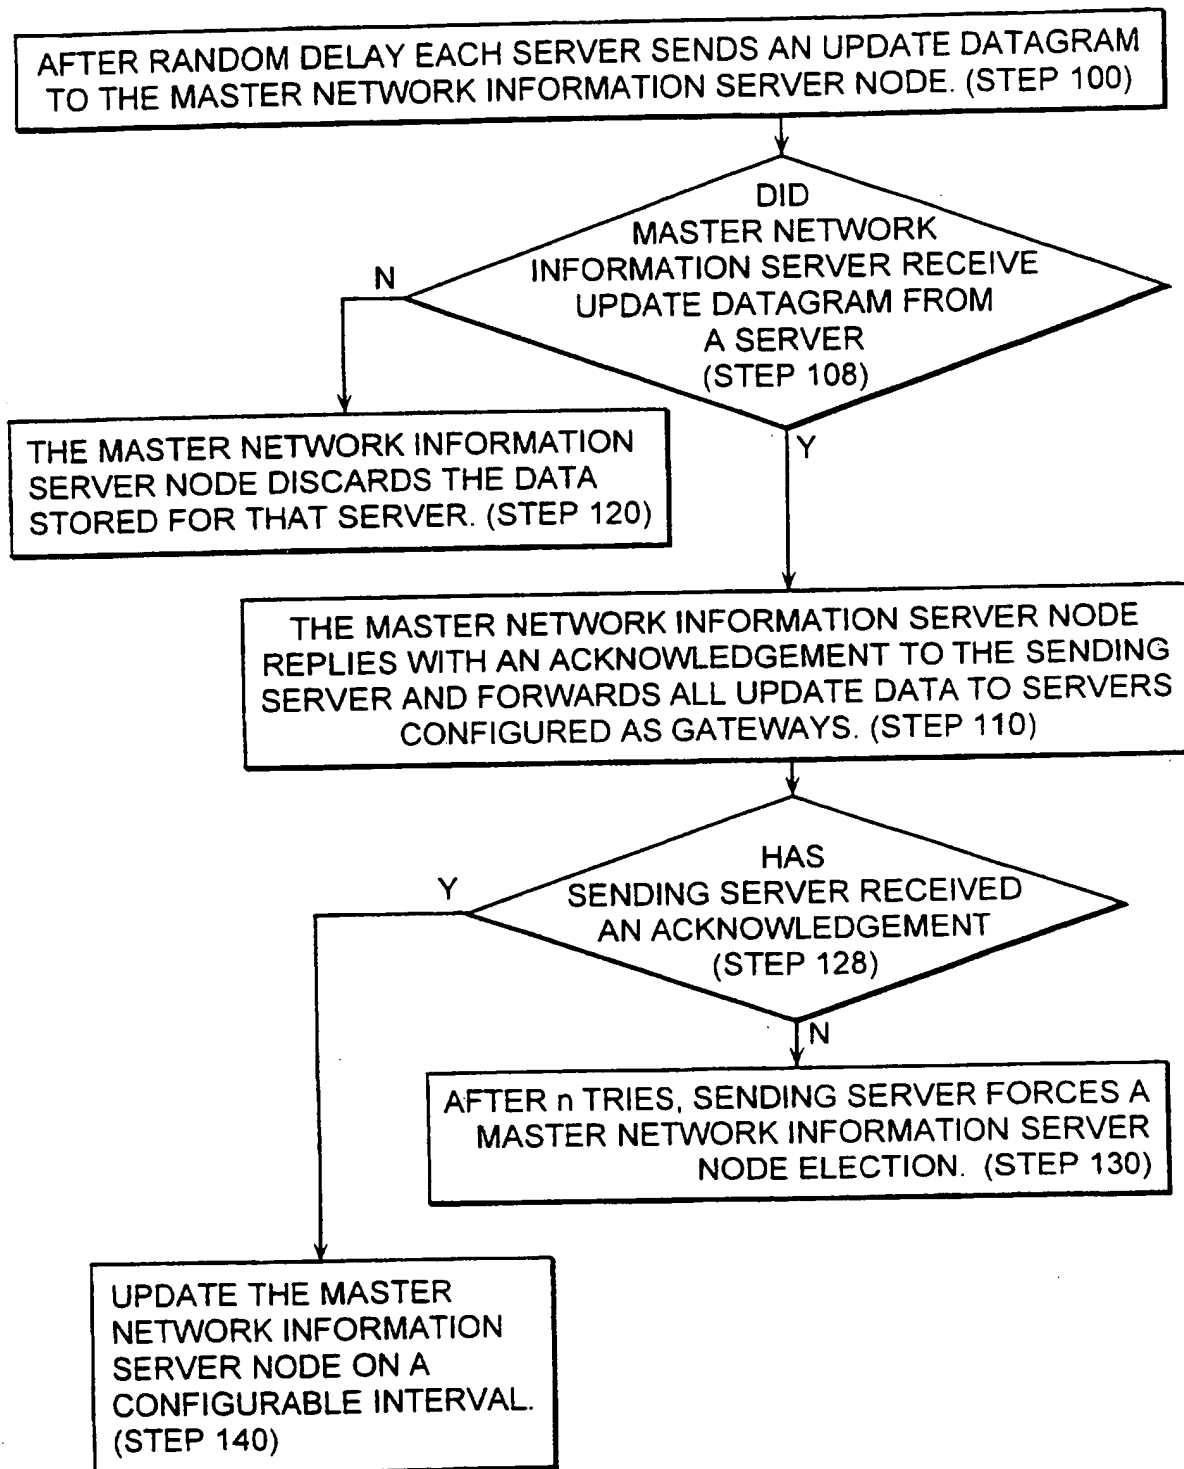 AFTER RANDOM DELAY EACH SERVER SENDS AN UPDATE DATAGRAM
TO THE MASTER NETWORK INFORMATION SERVER NODE. (STEP 100)
DID
MASTER NETWORK
INFORMATION SERVER RECEIVE
UPDATE DATAGRAM FROM
A SERVER
(STEP 108)
N
Y
THE MASTER NETWORK INFORMATION
SERVER NODE DISCARDS THE DATA
STORED FOR THAT SERVER. (STEP 120)
THE MASTER NETWORK INFORMATION SERVER NODE
REPLIES WITH AN ACKNOWLEDGEMENT TO THE SENDING
SERVER AND FORWARDS ALL UPDATE DATA TO SERVERS
CONFIGURED AS GATEWAYS. (STEP 110)
HAS
SENDING SERVER RECEIVED
AN ACKNOWLEDGEMENT
(STEP 128)
Y
N
AFTER n TRIES, SENDING SERVER FORCES A
MASTER NETWORK INFORMATION SERVER
NODE ELECTION. (STEP 130)
UPDATE THE MASTER
NETWORK INFORMATION
SERVER NODE ON A
CONFIGURABLE INTERVAL.
(STEP 140)